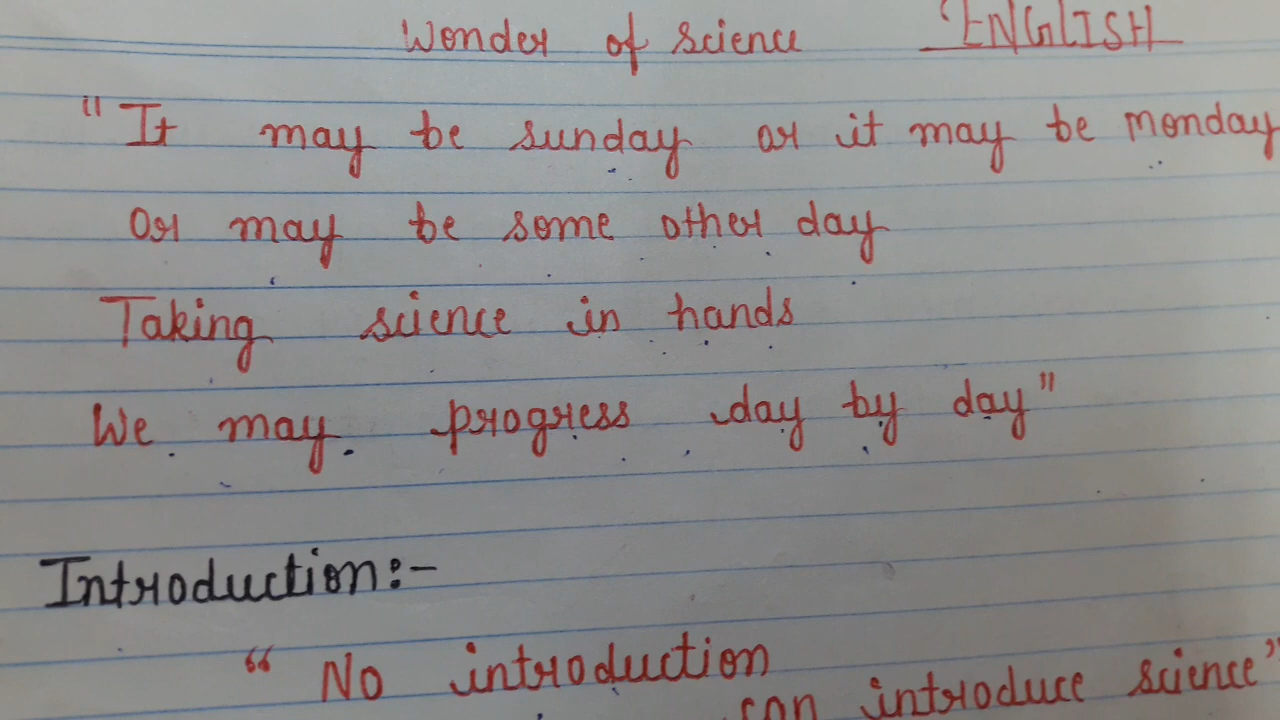 Wonder of science 'ENGLISH
"It may be sunday or it may be Monday
Or may be some other day
Taking science in hands
We may progress day by day"
Introduction:-
"No introduction
can introduce science"